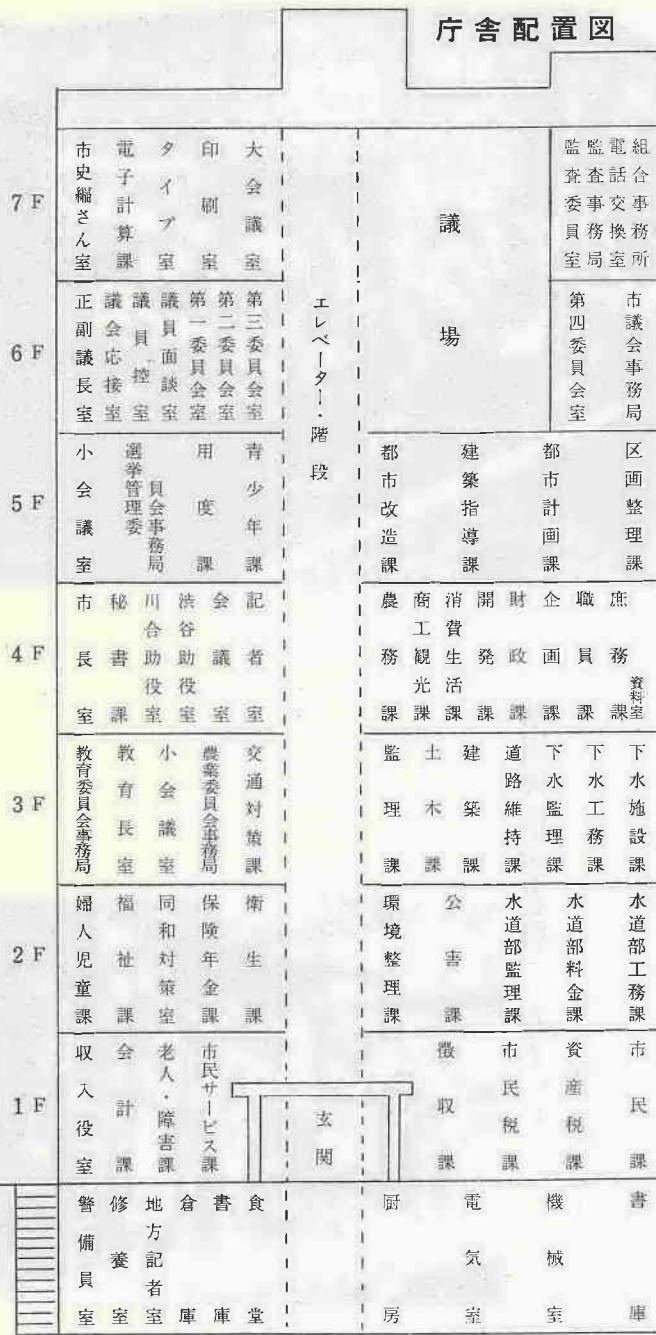 庁舎配置図
7F
市史編さん室
電子計算課
タイプ室
印刷室
大会議室
議場
監査委員室
監査事務局
電話交換室
組合事務所
6F
正副議長室
議会応接室
議員控室
議員面談室
第一委員会室
第二委員会室
第三委員会室
エレベーター・階段
第四委員会室
市議会事務局
5F
小会議室
選挙管理委
員会事務局
用度課
青少年課
都市改造課
建築指導課
都市計画課
区画整理課
4F
市長室
秘書課
川合助役室
渋谷助役室
会議室
記者室
農務課
商工観光課
消費生活課
開発課
財政課
企画課
職員課
庶務課
資料室
3F
教育委員会事務局
教育長室
小会議室
農業委員会事務局
交通対策課
監理課
土木課
建築課
道路維持課
下水監理課
下水工務課
下水施設課
2F
婦人児童課
福祉課
同和対策室
保険年金課
衛生課
環境整理課
公害課
水道部監理課
水道部料金課
水道部工務課
1F
収入役室
会計課
老人・障害課
市民サービス課
玄関
徴収課
市民税課
資産税課
市民課
警備員室
修養室
地方記者室
倉庫
書庫
食堂
厨房
電気室
機械室
書庫